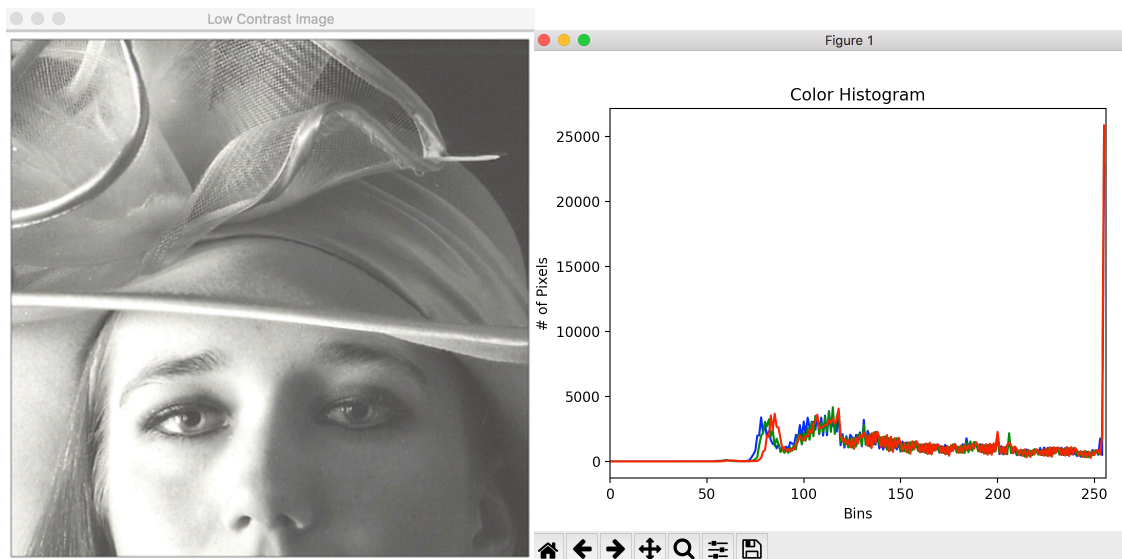 Low Contrast Image
Figure 1
Color Histogram
# of Pixels
25000
20000
15000
10000
5000
0
0 50 100 150 200 250
Bins